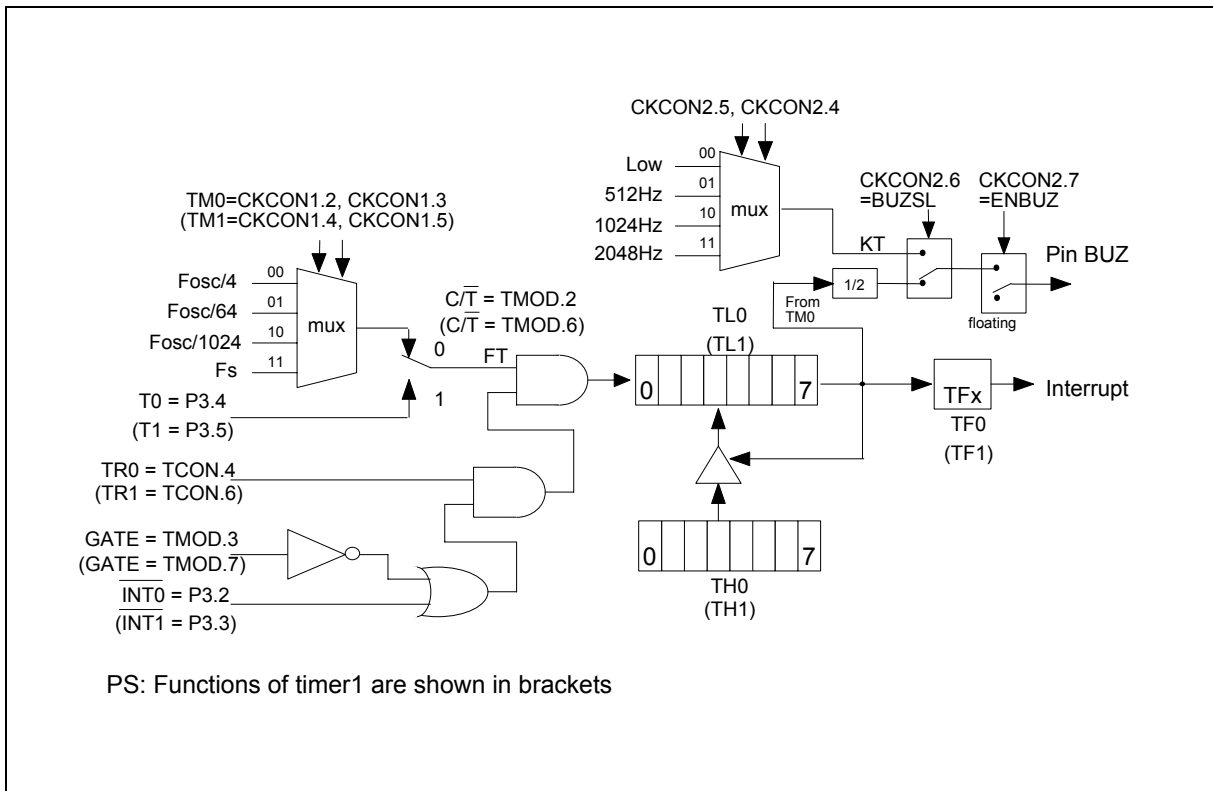 CKCON2.5, CKCON2.4
Low
512Hz
1024Hz
2048Hz
00
01
10
11
mux
KT
CKCON2.6
=BUZSL
CKCON2.7
=ENBUZ
Pin BUZ
1/2
From
TM0
floating
TM0=CKCON1.2, CKCON1.3
(TM1=CKCON1.4, CKCON1.5)
Fosc/4
Fosc/64
Fosc/1024
Fs
00
01
10
11
mux
C/T̅ = TMOD.2
(C/T̅ = TMOD.6)
0
FT
1
T0 = P3.4
(T1 = P3.5)
TL0
(TL1)
0
7
TFx
TF0
(TF1)
Interrupt
TR0 = TCON.4
(TR1 = TCON.6)
GATE = TMOD.3
(GATE = TMOD.7)
I̅N̅T̅0̅ = P3.2
(I̅N̅T̅1̅ = P3.3)
0
7
TH0
(TH1)
PS: Functions of timer1 are shown in brackets